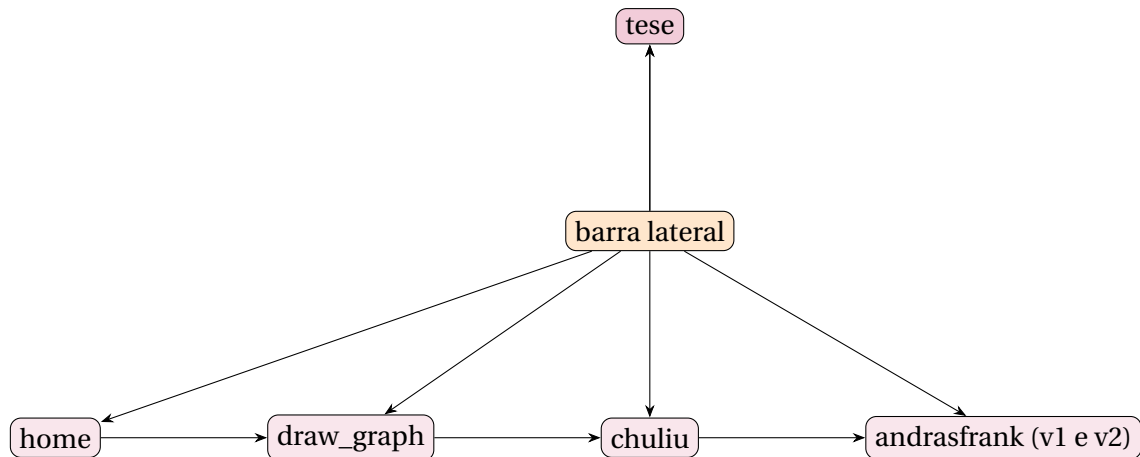 tese
barra lateral
home
draw_graph
chuliu
andrasfrank (v1 e v2)